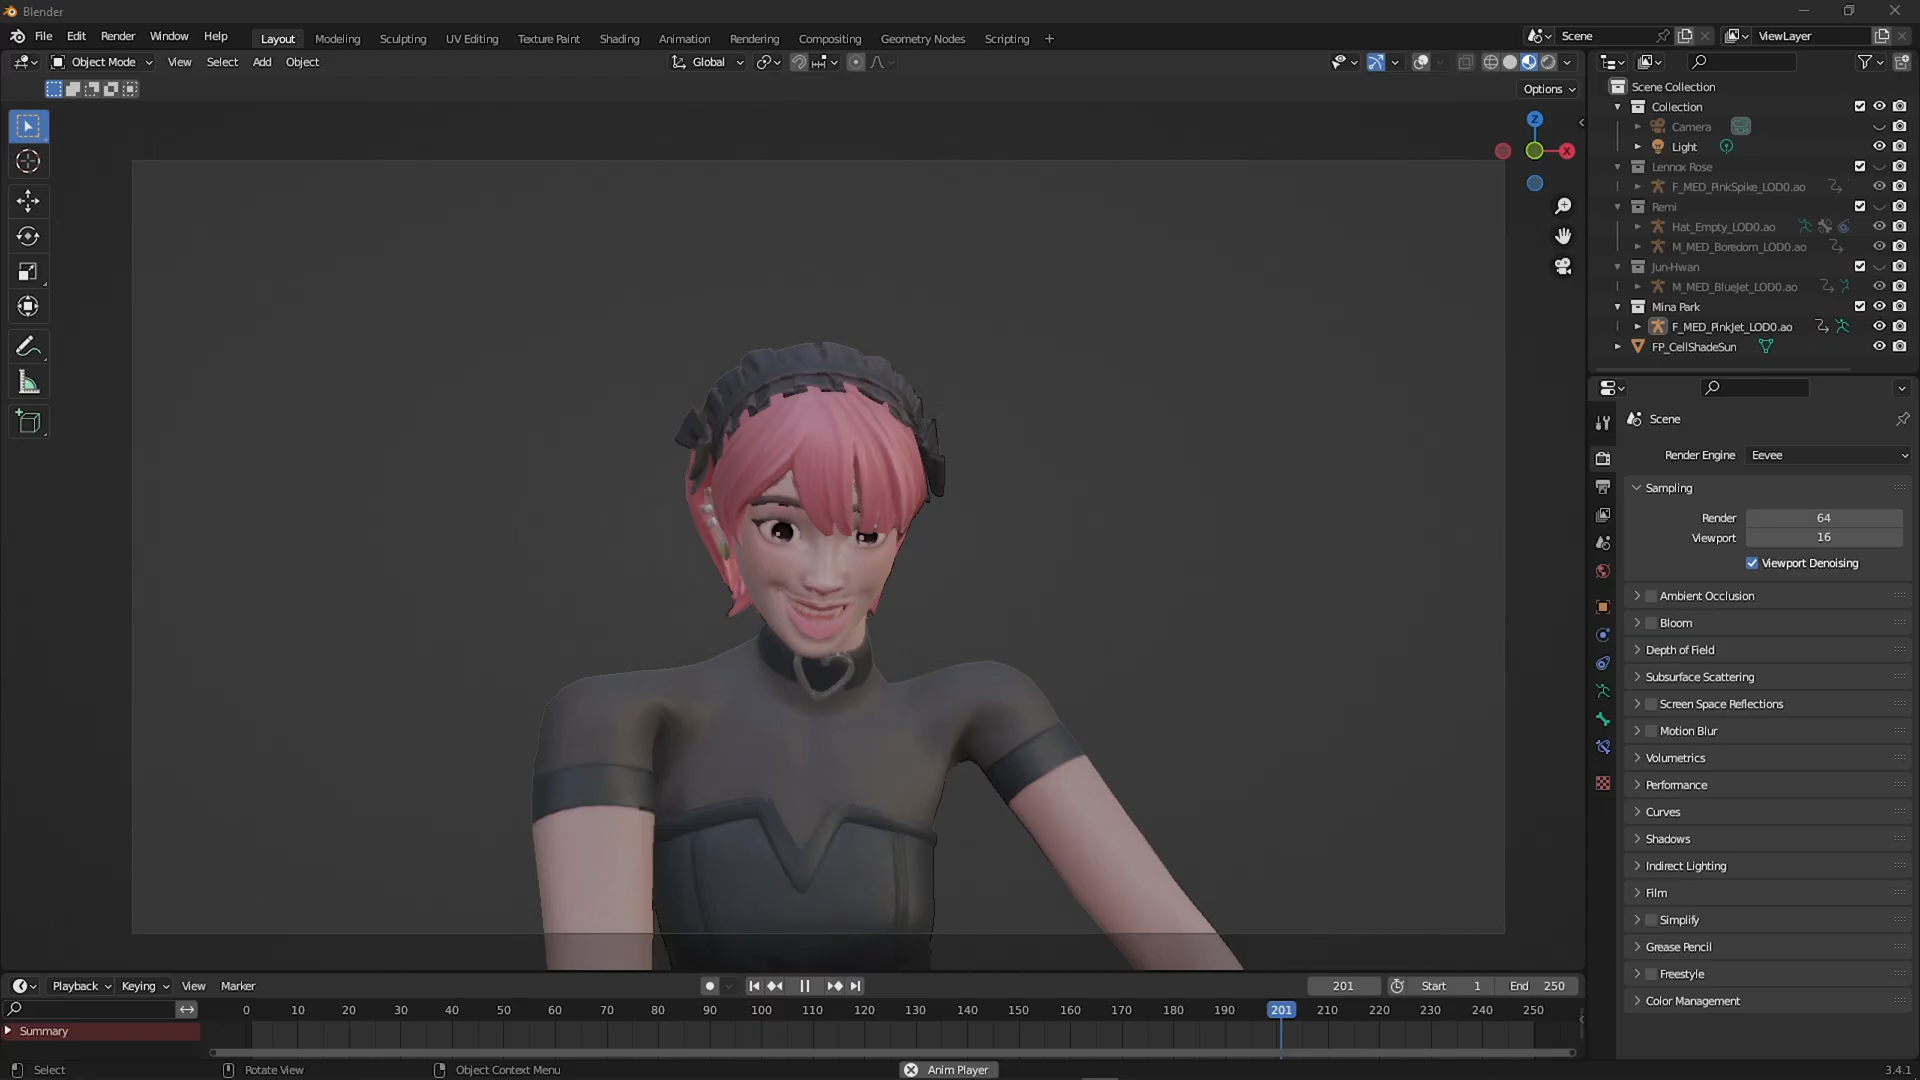 Blender
File Edit Render Window Help Layout Modeling Sculpting UV Editing Texture Paint Shading Animation Rendering Compositing Geometry Nodes Scripting + Scene ViewLayer
Object Mode View Select Add Object Global
Options
Z
X
Scene Collection
Collection
Camera
Light
Lennox Rose
F_MED_PinkSpike_LOD0.ao
Remi
Hat_Empty_LOD0.ao
M_MED_Boredom_LOD0.ao
Jun-Hwan
M_MED_BlueJet_LOD0.ao
Mina Park
F_MED_PinkJet_LOD0.ao
FP_CellShadeSun
Scene
Render Engine Eevee
Sampling
Render 64
Viewport 16
Viewport Denoising
Ambient Occlusion
Bloom
Depth of Field
Subsurface Scattering
Screen Space Reflections
Motion Blur
Volumetrics
Performance
Curves
Shadows
Indirect Lighting
Film
Simplify
Grease Pencil
Freestyle
Color Management
Playback Keying View Marker 201 Start 1 End 250
0 10 20 30 40 50 60 70 80 90 100 110 120 130 140 150 160 170 180 190 201 210 220 230 240 250
Summary
Select Rotate View Object Context Menu Anim Player 3.4.1